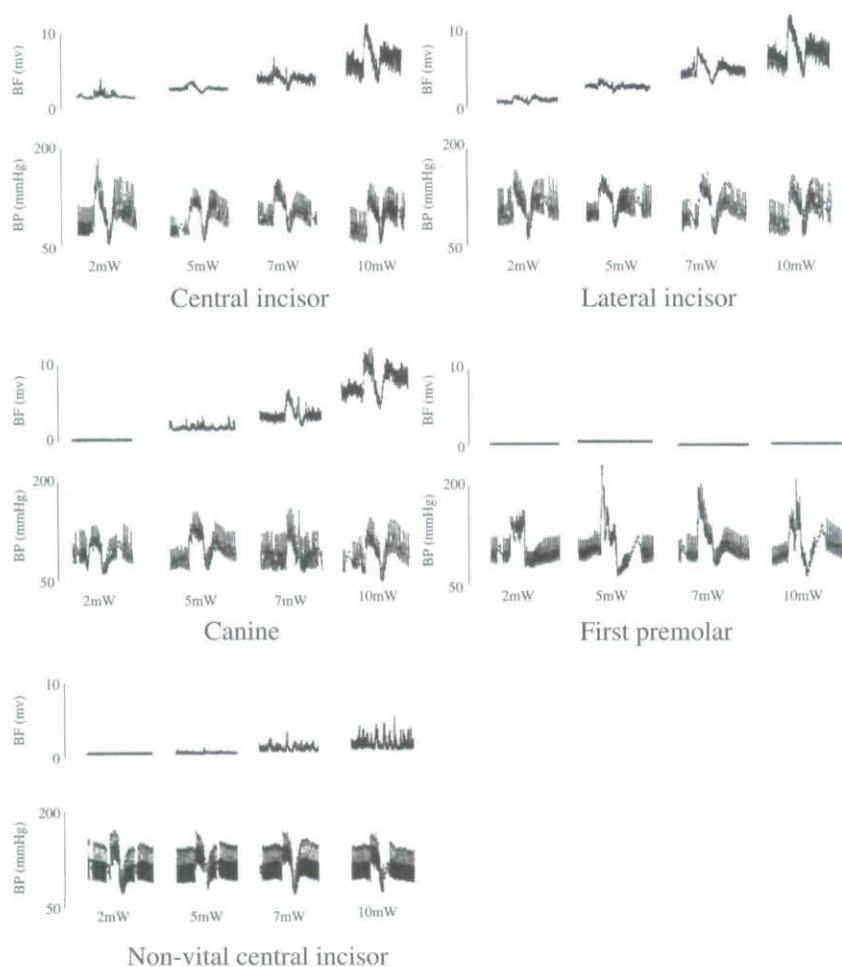 BF (mv)
10
0
BP (mmHg)
200
50
2mW 5mW 7mW 10mW
Central incisor
BF (mv)
10
0
BP (mmHg)
200
50
2mW 5mW 7mW 10mW
Lateral incisor
BF (mv)
10
0
BP (mmHg)
200
50
2mW 5mW 7mW 10mW
Canine
BF (mv)
10
0
BP (mmHg)
200
50
2mW 5mW 7mW 10mW
First premolar
BF (mv)
10
0
BP (mmHg)
200
50
2mW 5mW 7mW 10mW
Non-vital central incisor